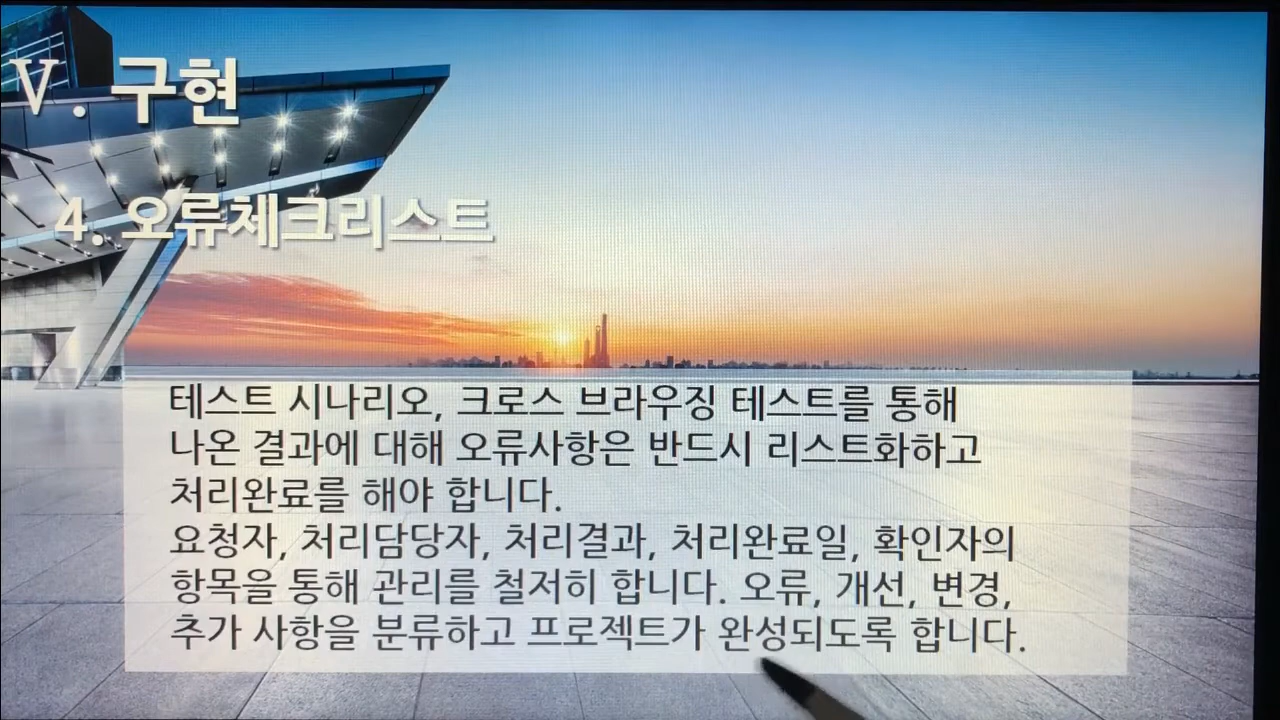 Ⅴ. 구현
4. 오류체크리스트
테스트 시나리오, 크로스 브라우징 테스트를 통해
나온 결과에 대해 오류사항은 반드시 리스트화하고
처리완료를 해야 합니다.
요청자, 처리담당자, 처리결과, 처리완료일, 확인자의
항목을 통해 관리를 철저히 합니다. 오류, 개선, 변경,
추가 사항을 분류하고 프로젝트가 완성되도록 합니다.